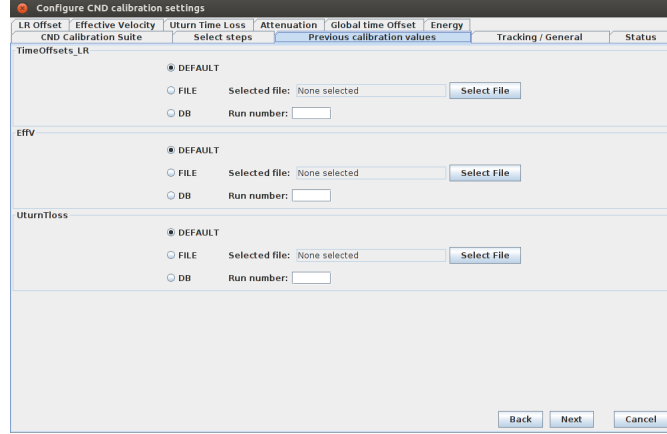 Configure CND calibration settings
LR Offset Effective Velocity Uturn Time Loss Attenuation Global time Offset Energy
CND Calibration Suite Select steps Previous calibration values Tracking / General Status
TimeOffsets_LR
DEFAULT
FILE Selected file: None selected Select File
DB Run number:
EffV
DEFAULT
FILE Selected file: None selected Select File
DB Run number:
UturnTloss
DEFAULT
FILE Selected file: None selected Select File
DB Run number:
Back Next Cancel